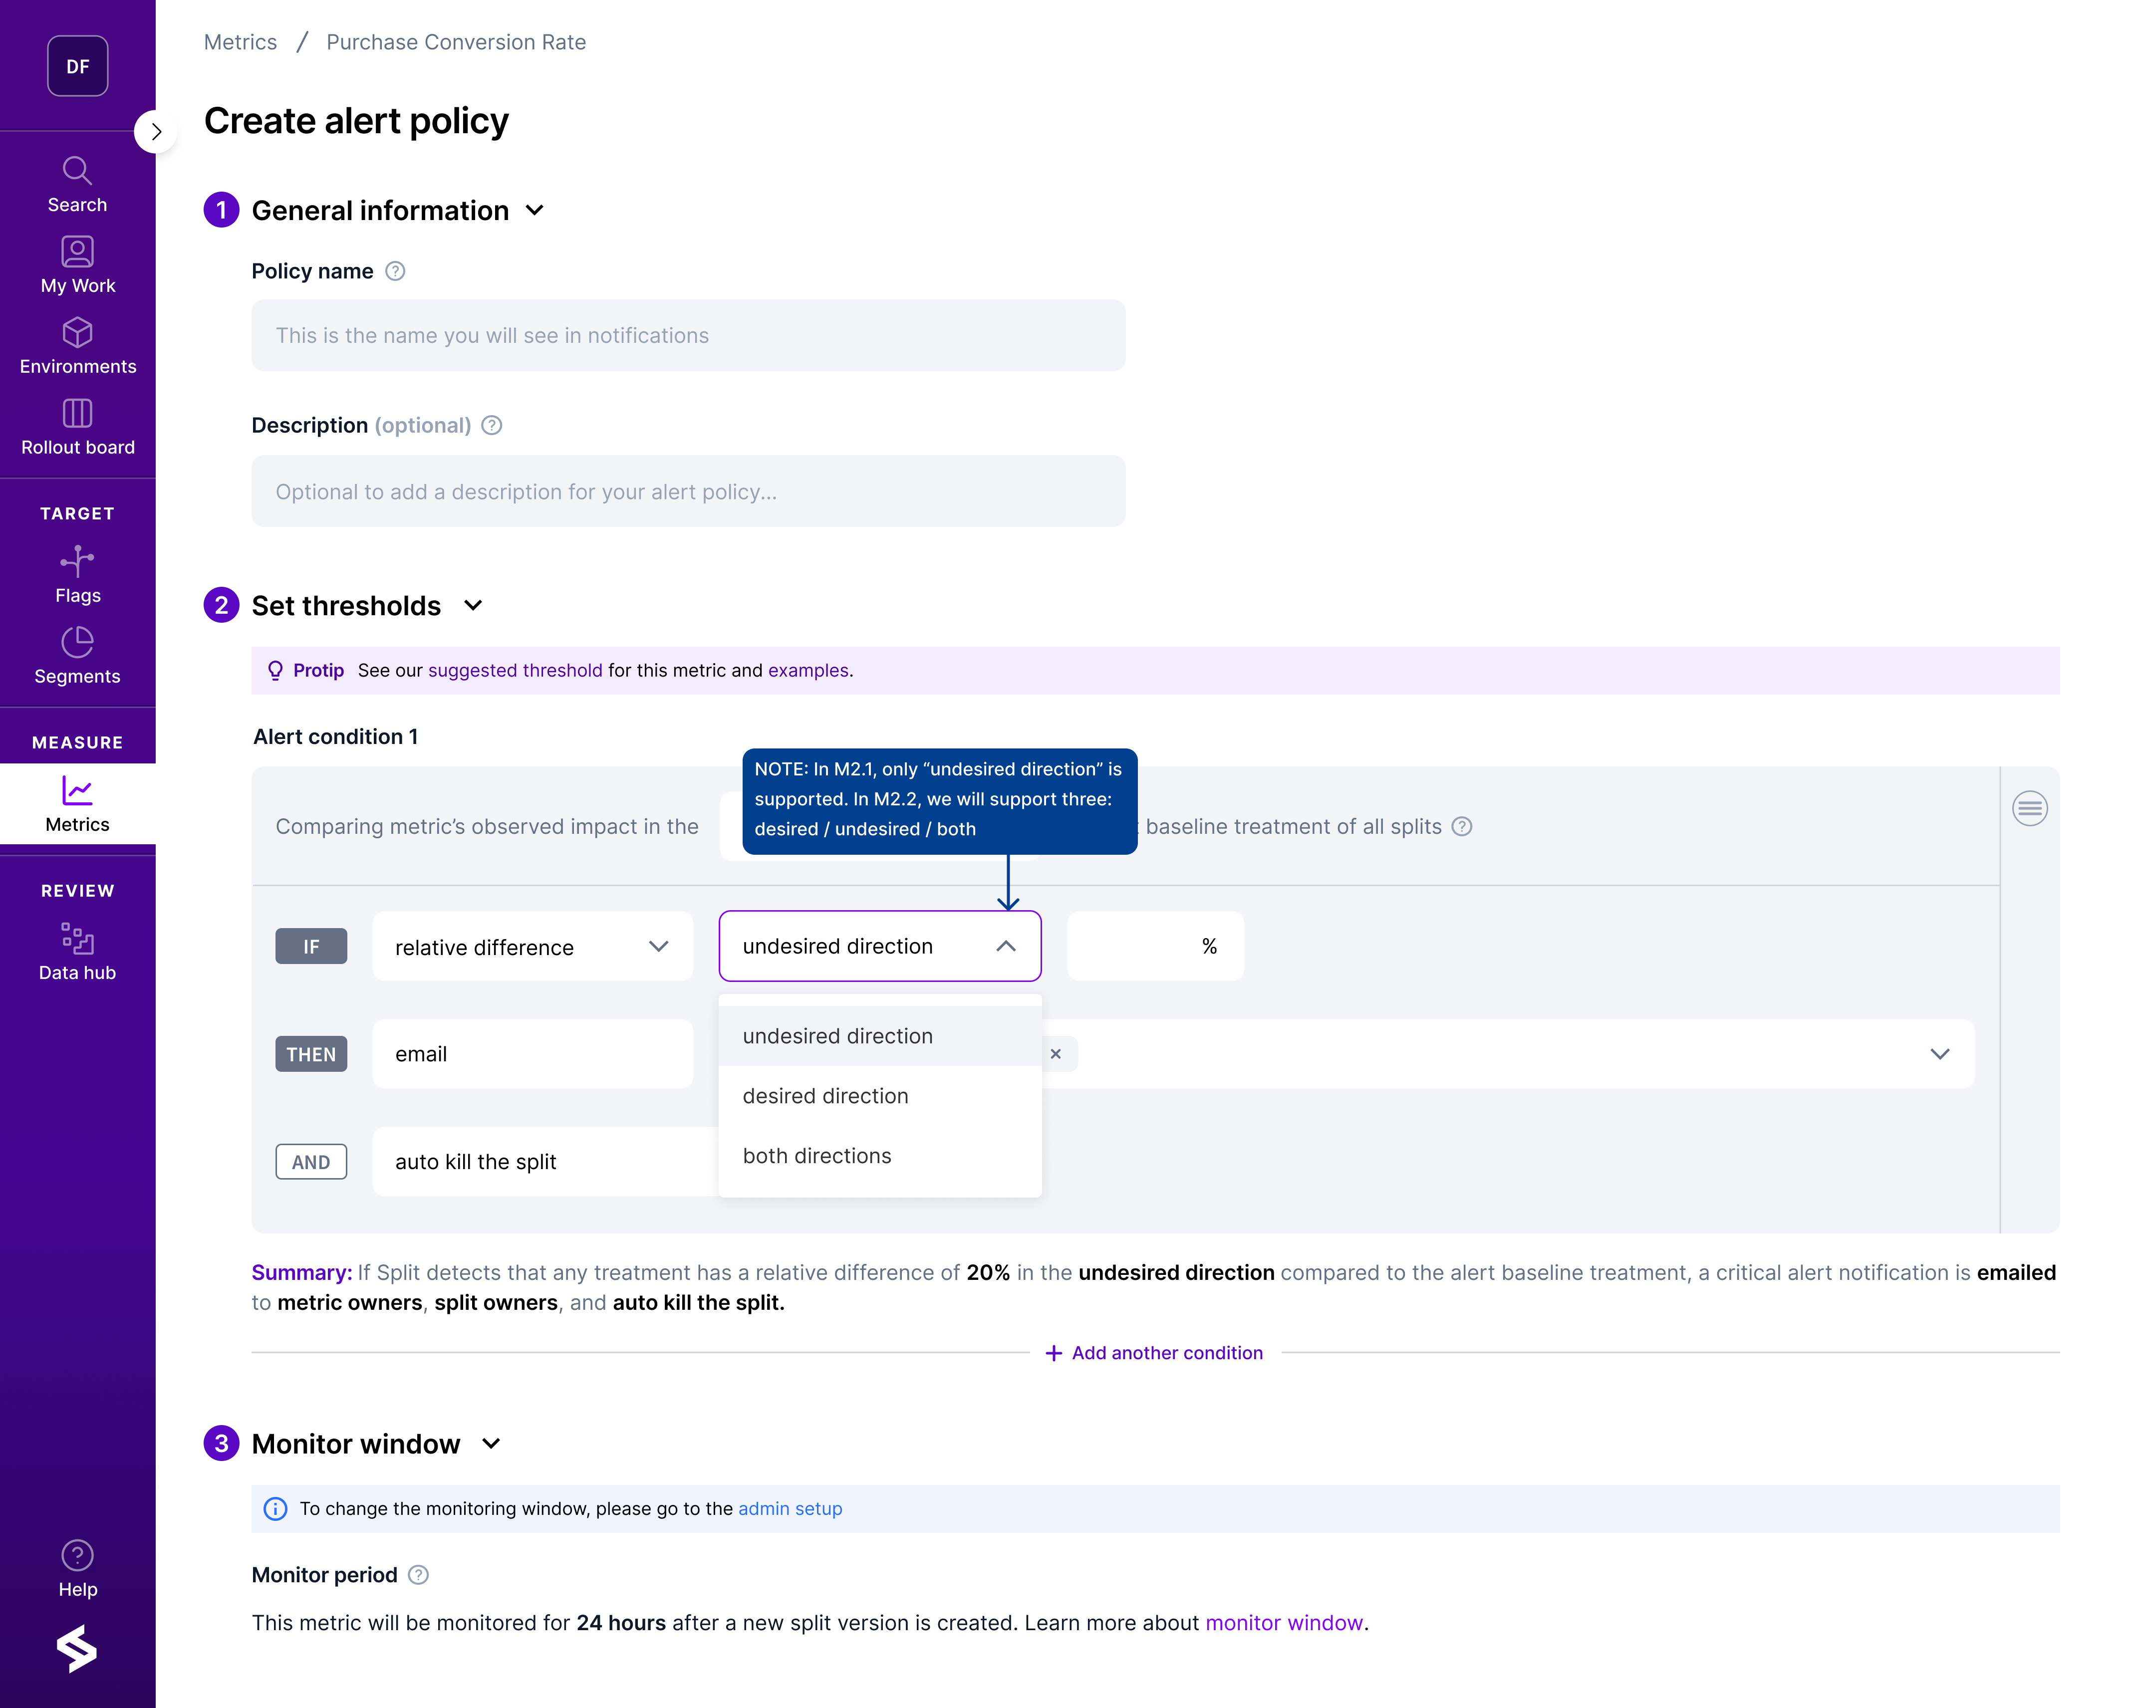 DF
Search
My Work
Environments
Rollout board
TARGET
Flags
Segments
MEASURE
Metrics
REVIEW
Data hub
Help
Metrics / Purchase Conversion Rate
Create alert policy
1 General information
Policy name ?
This is the name you will see in notifications
Description (optional) ?
Optional to add a description for your alert policy...
2 Set thresholds
Protip See our suggested threshold for this metric and examples.
Alert condition 1
NOTE: In M2.1, only “undesired direction” is
supported. In M2.2, we will support three:
desired / undesired / both
Comparing metric’s observed impact in the baseline treatment of all splits ?
IF relative difference undesired direction %
undesired direction
THEN email ×
desired direction
both directions
AND auto kill the split
Summary: If Split detects that any treatment has a relative difference of 20% in the undesired direction compared to the alert baseline treatment, a critical alert notification is emailed
to metric owners, split owners, and auto kill the split.
+ Add another condition
3 Monitor window
To change the monitoring window, please go to the admin setup
Monitor period ?
This metric will be monitored for 24 hours after a new split version is created. Learn more about monitor window.